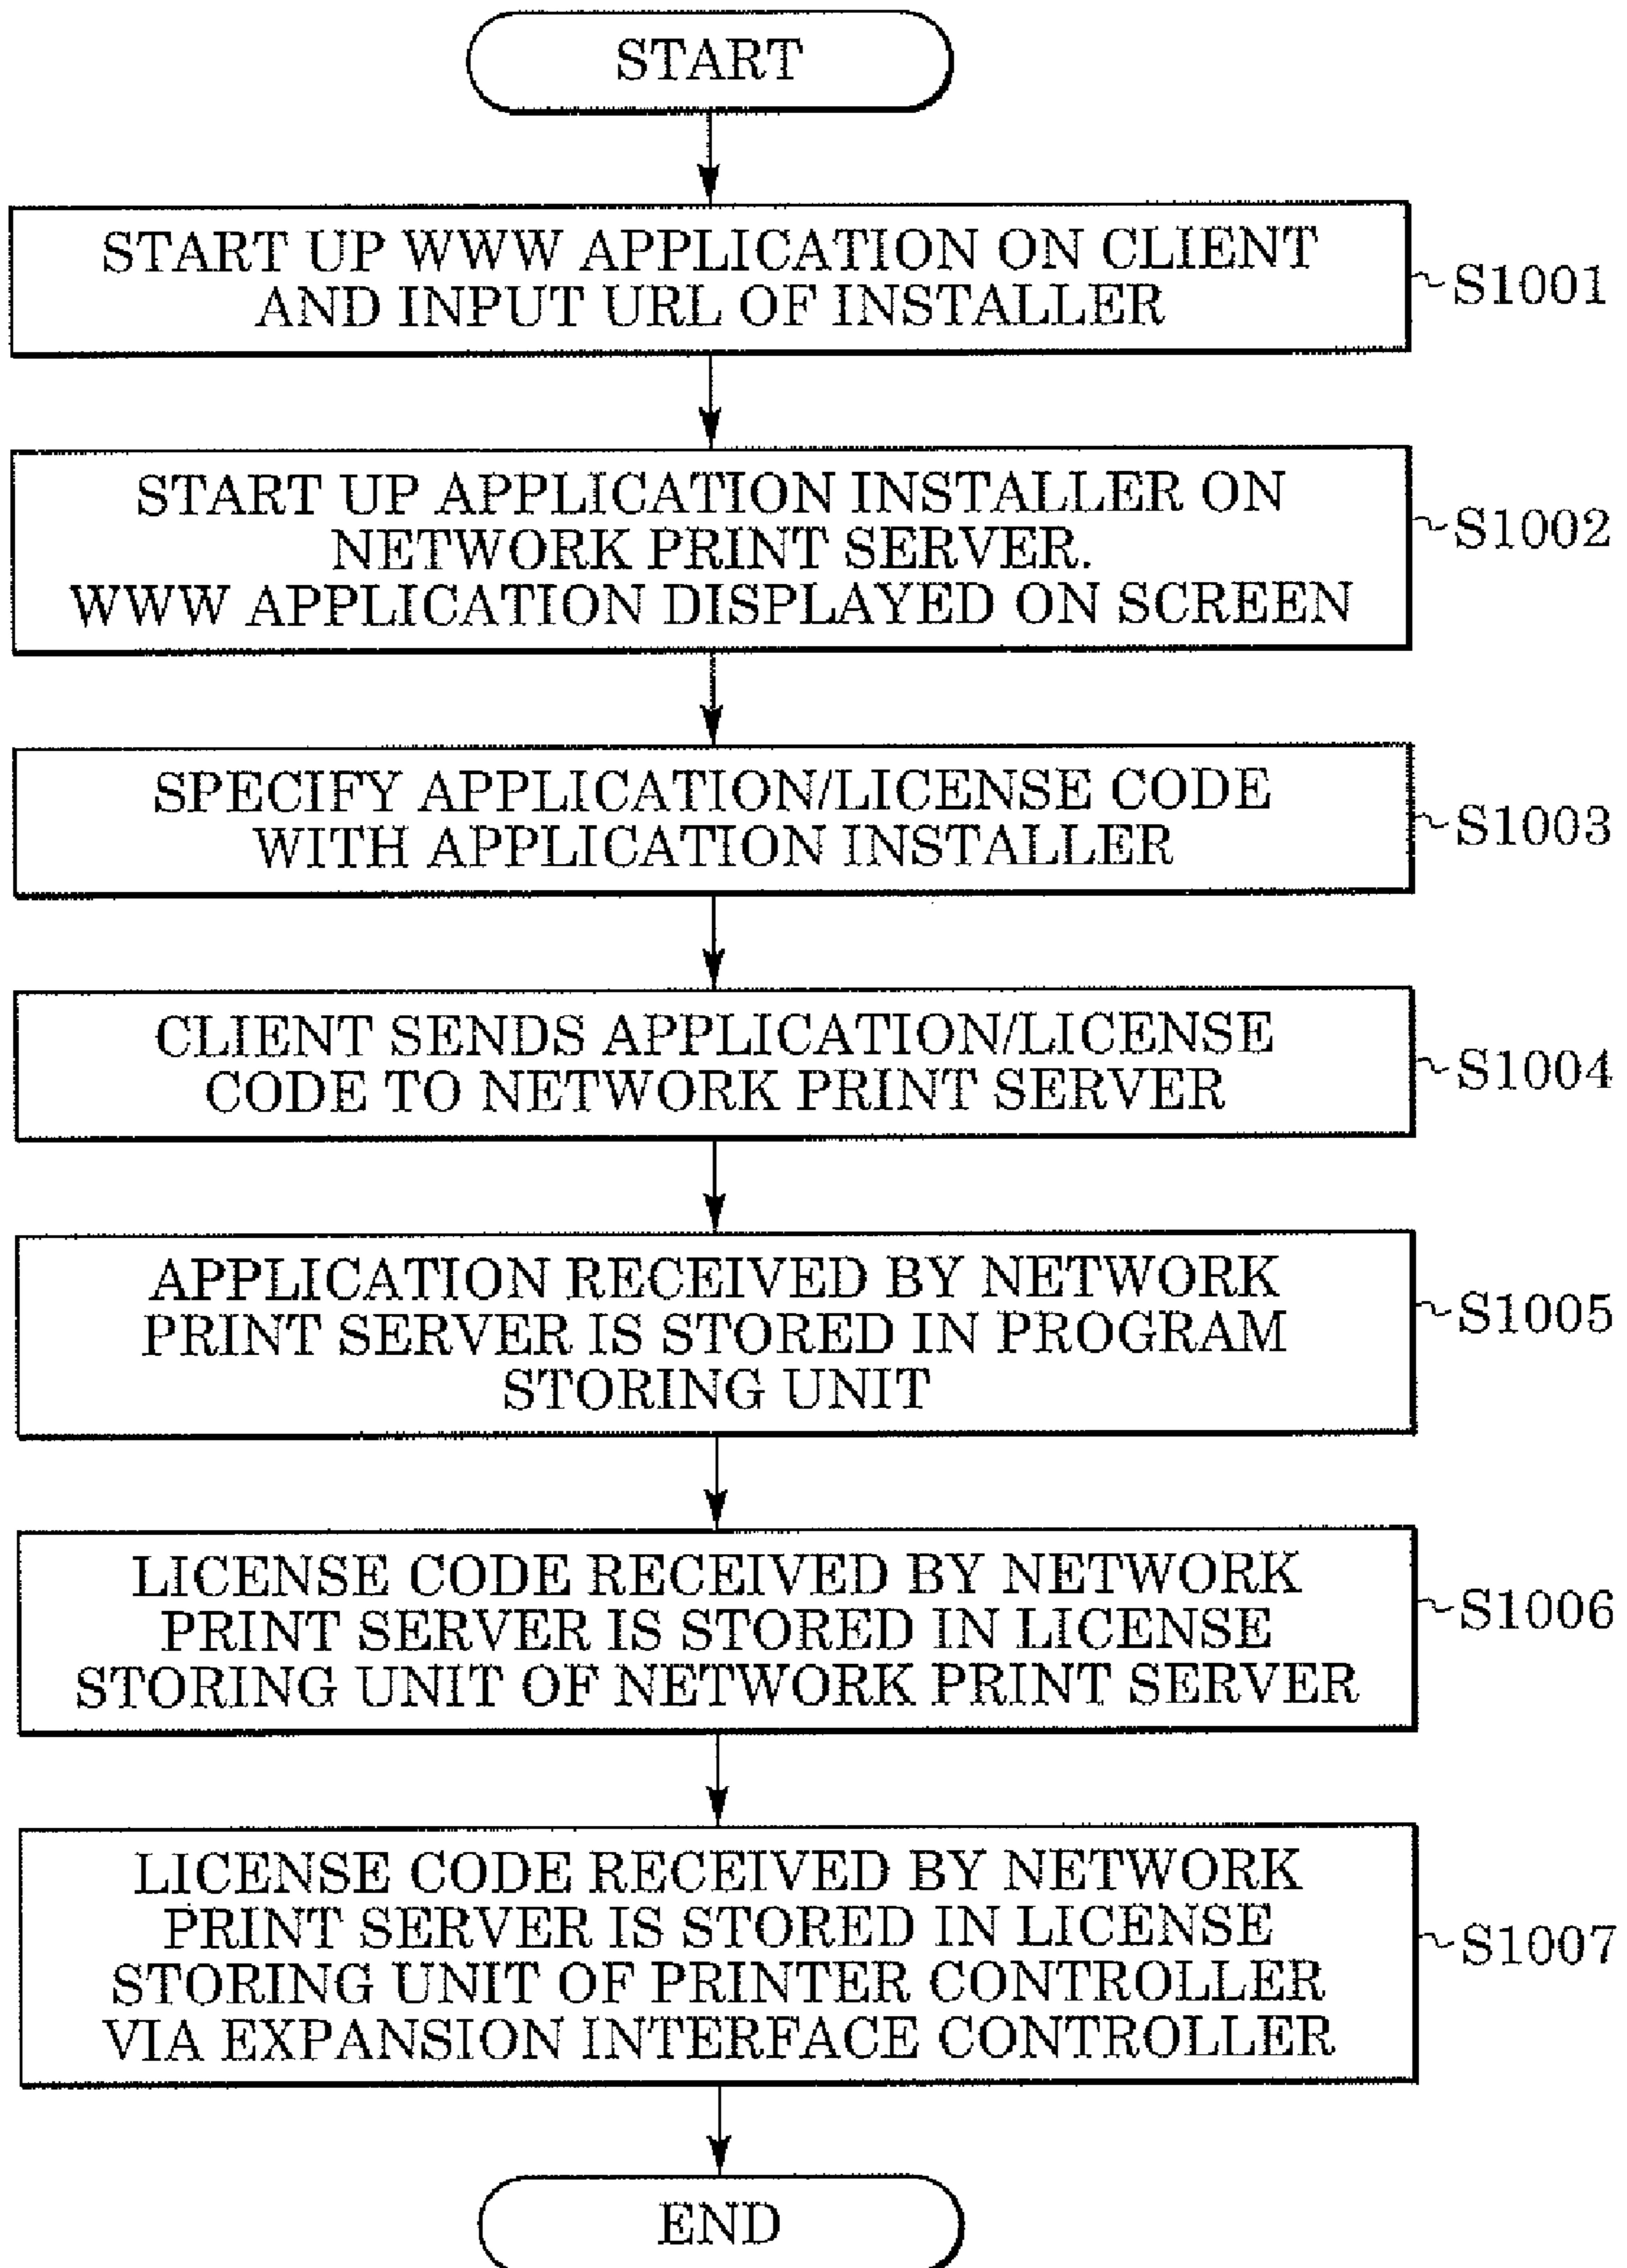 START
START UP WWW APPLICATION ON CLIENT
AND INPUT URL OF INSTALLER
S1001
START UP APPLICATION INSTALLER ON
NETWORK PRINT SERVER.
WWW APPLICATION DISPLAYED ON SCREEN
S1002
SPECIFY APPLICATION/LICENSE CODE
WITH APPLICATION INSTALLER
S1003
CLIENT SENDS APPLICATION/LICENSE
CODE TO NETWORK PRINT SERVER
S1004
APPLICATION RECEIVED BY NETWORK
PRINT SERVER IS STORED IN PROGRAM
STORING UNIT
S1005
LICENSE CODE RECEIVED BY NETWORK
PRINT SERVER IS STORED IN LICENSE
STORING UNIT OF NETWORK PRINT SERVER
S1006
LICENSE CODE RECEIVED BY NETWORK
PRINT SERVER IS STORED IN LICENSE
STORING UNIT OF PRINTER CONTROLLER
VIA EXPANSION INTERFACE CONTROLLER
S1007
END